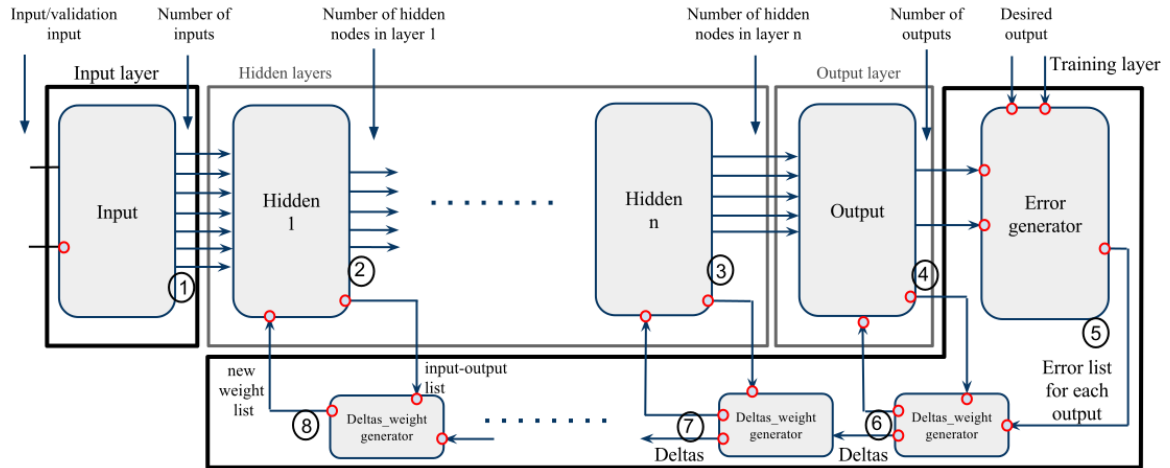 Input/validation
input
Number of
inputs
Number of hidden
nodes in layer 1
Number of hidden
nodes in layer n
Number of
outputs
Desired
output
Input layer
Hidden layers
Output layer
Training layer
Input
Hidden
1
Hidden
n
Output
Error
generator
1
2
3
4
5
new
weight
list
input-output
list
Error list
for each
output
8
Deltas_weight
generator
7
Deltas_weight
generator
6
Deltas_weight
generator
Deltas
Deltas